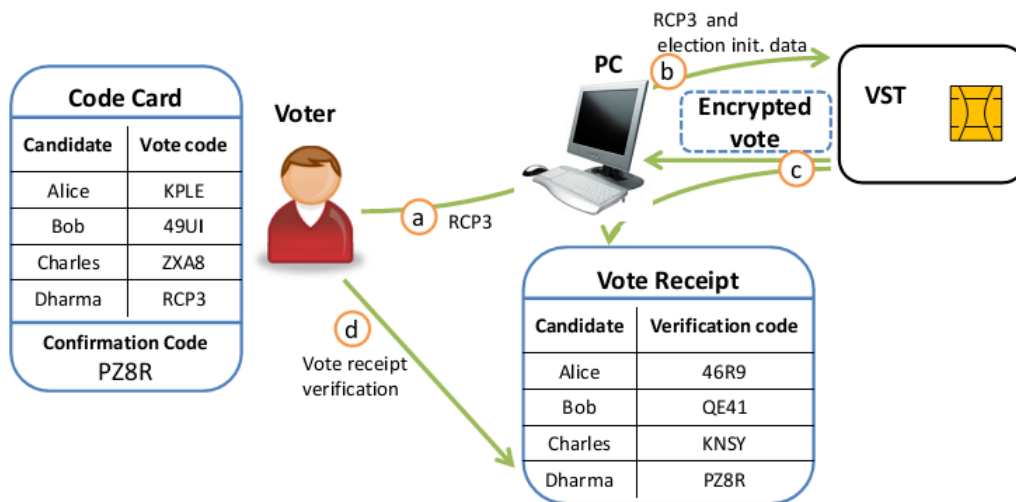 Code Card
Candidate Vote code
Alice KPLE
Bob 49UI
Charles ZXA8
Dharma RCP3
Confirmation Code
PZ8R
Voter
a
RCP3
PC
RCP3 and
election init. data
b
VST
Encrypted
vote
c
d
Vote receipt
verification
Vote Receipt
Candidate Verification code
Alice 46R9
Bob QE41
Charles KNSY
Dharma PZ8R